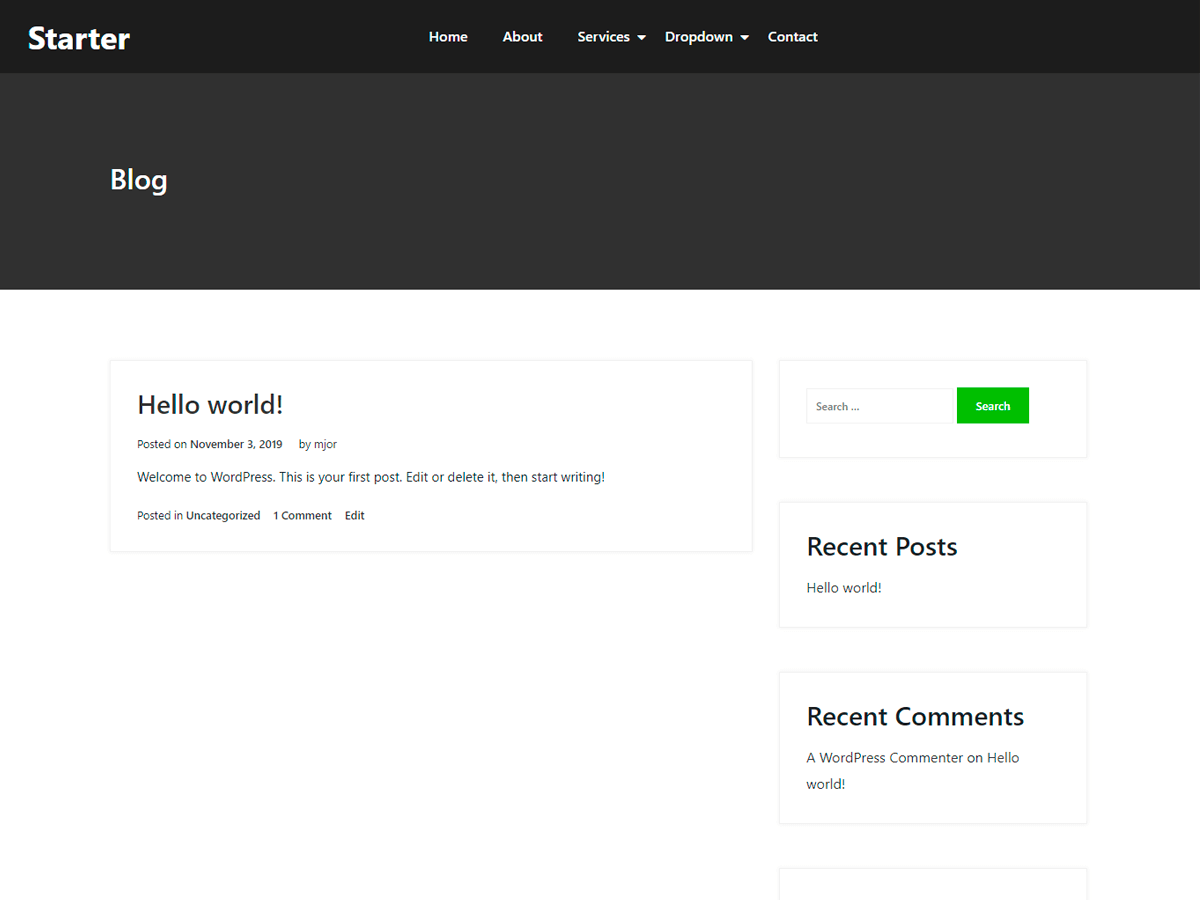 Starter
Home About Services Dropdown Contact
Blog
Hello world!
Posted on November 3, 2019 by mjor
Welcome to WordPress. This is your first post. Edit or delete it, then start writing!
Posted in Uncategorized 1 Comment Edit
Search ... Search
Recent Posts
Hello world!
Recent Comments
A WordPress Commenter on Hello
world!